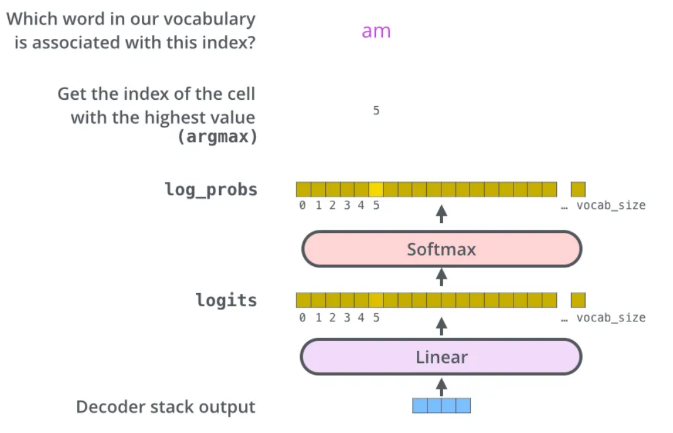 Which word in our vocabulary
is associated with this index?
am
Get the index of the cell
with the highest value
(argmax)
5
log_probs
0 1 2 3 4 5 … vocab_size
Softmax
logits
0 1 2 3 4 5 … vocab_size
Linear
Decoder stack output